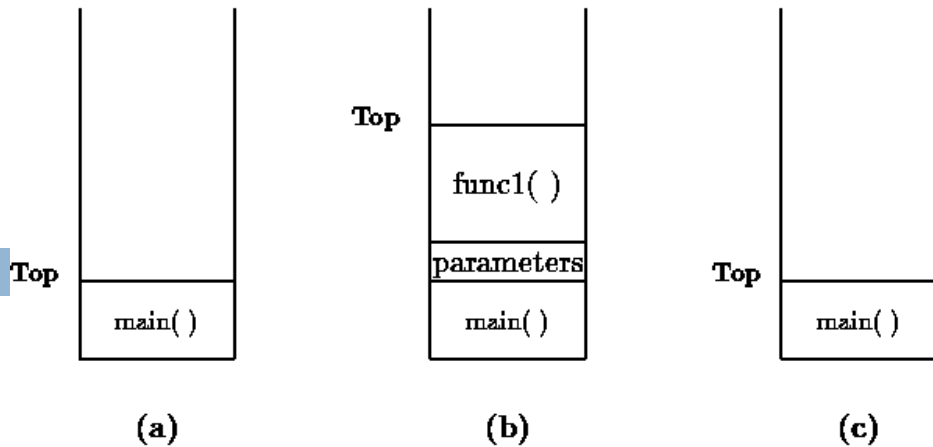 Top
func1( )
parameters
Top
main( )
main( )
Top
main( )
(a)
(b)
(c)